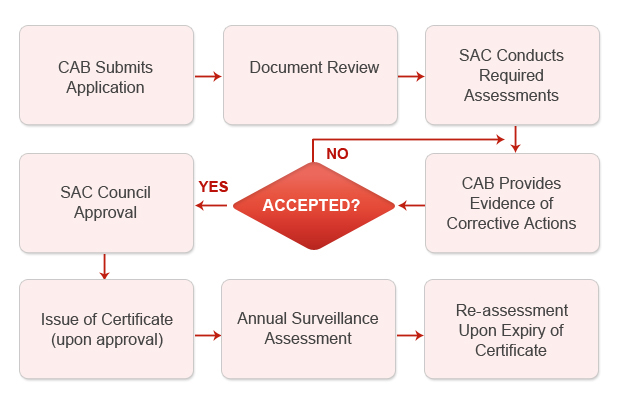 CAB Submits
Application
Document Review
SAC Conducts
Required
Assessments
NO
SAC Council
Approval
YES
ACCEPTED?
CAB Provides
Evidence of
Corrective Actions
Issue of Certificate
(upon approval)
Annual Surveillance
Assessment
Re-assessment
Upon Expiry of
Certificate